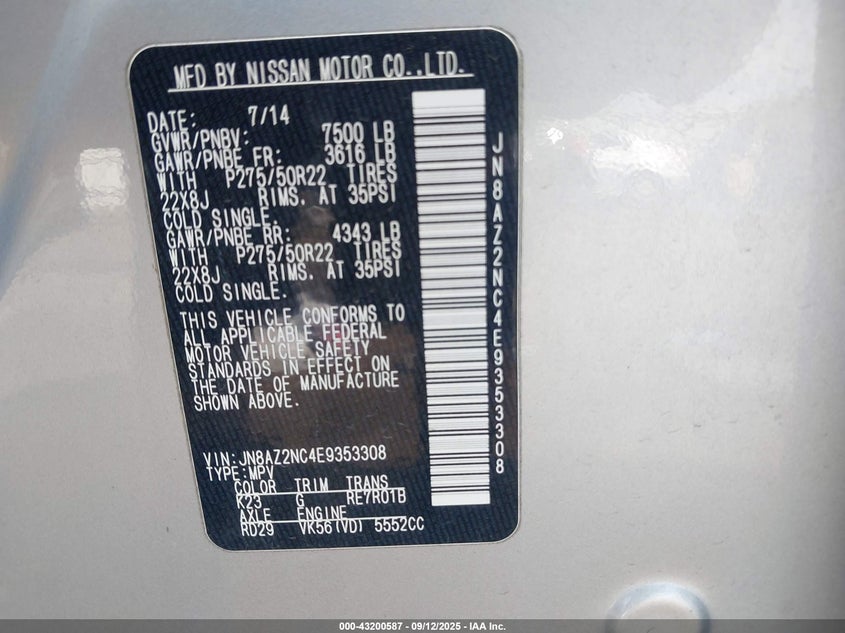 MFD BY NISSAN MOTOR CO.,LTD.
DATE: 7/14
GVWR/PNBV: 7500 LB
GAWR/PNBE FR: 3616 LB
WITH P275/50R22 TIRES
22X8J RIMS. AT 35PSI
COLD SINGLE.
GAWR/PNBE RR: 4343 LB
WITH P275/50R22 TIRES
22X8J RIMS. AT 35PSI
COLD SINGLE.
THIS VEHICLE CONFORMS TO
ALL APPLICABLE FEDERAL
MOTOR VEHICLE SAFETY
STANDARDS IN EFFECT ON
THE DATE OF MANUFACTURE
SHOWN ABOVE.
VIN:JN8AZ2NC4E9353308
TYPE:MPV
COLOR TRIM TRANS
K23 G RE7R01B
AXLE ENGINE
RD29 VK56(VD) 5552CC
JN8AZ2NC4E9353308
000-43200587 - 09/12/2025 - IAA Inc.